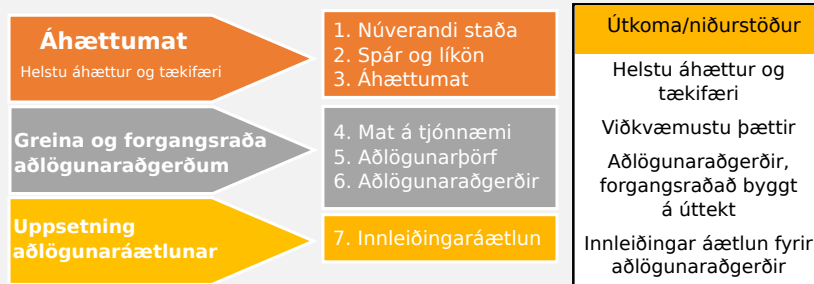 Áhættumat
Helstu áhættur og tækifæri
1. Núverandi staða
2. Spár og líkön
3. Áhættumat
Greina og forgangsraða
aðlögunaraðgerðum
4. Mat á tjónnæmi
5. Aðlögunarþörf
6. Aðlögunaraðgerðir
Uppsetning
aðlögunaráætlunar
7. Innleiðingaráætlun
Útkoma/niðurstöður
Helstu áhættur og
tækifæri
Viðkvæmustu þættir
Aðlögunaraðgerðir,
forgangsraðað byggt
á úttekt
Innleiðingar áætlun fyrir
aðlögunaraðgerðir